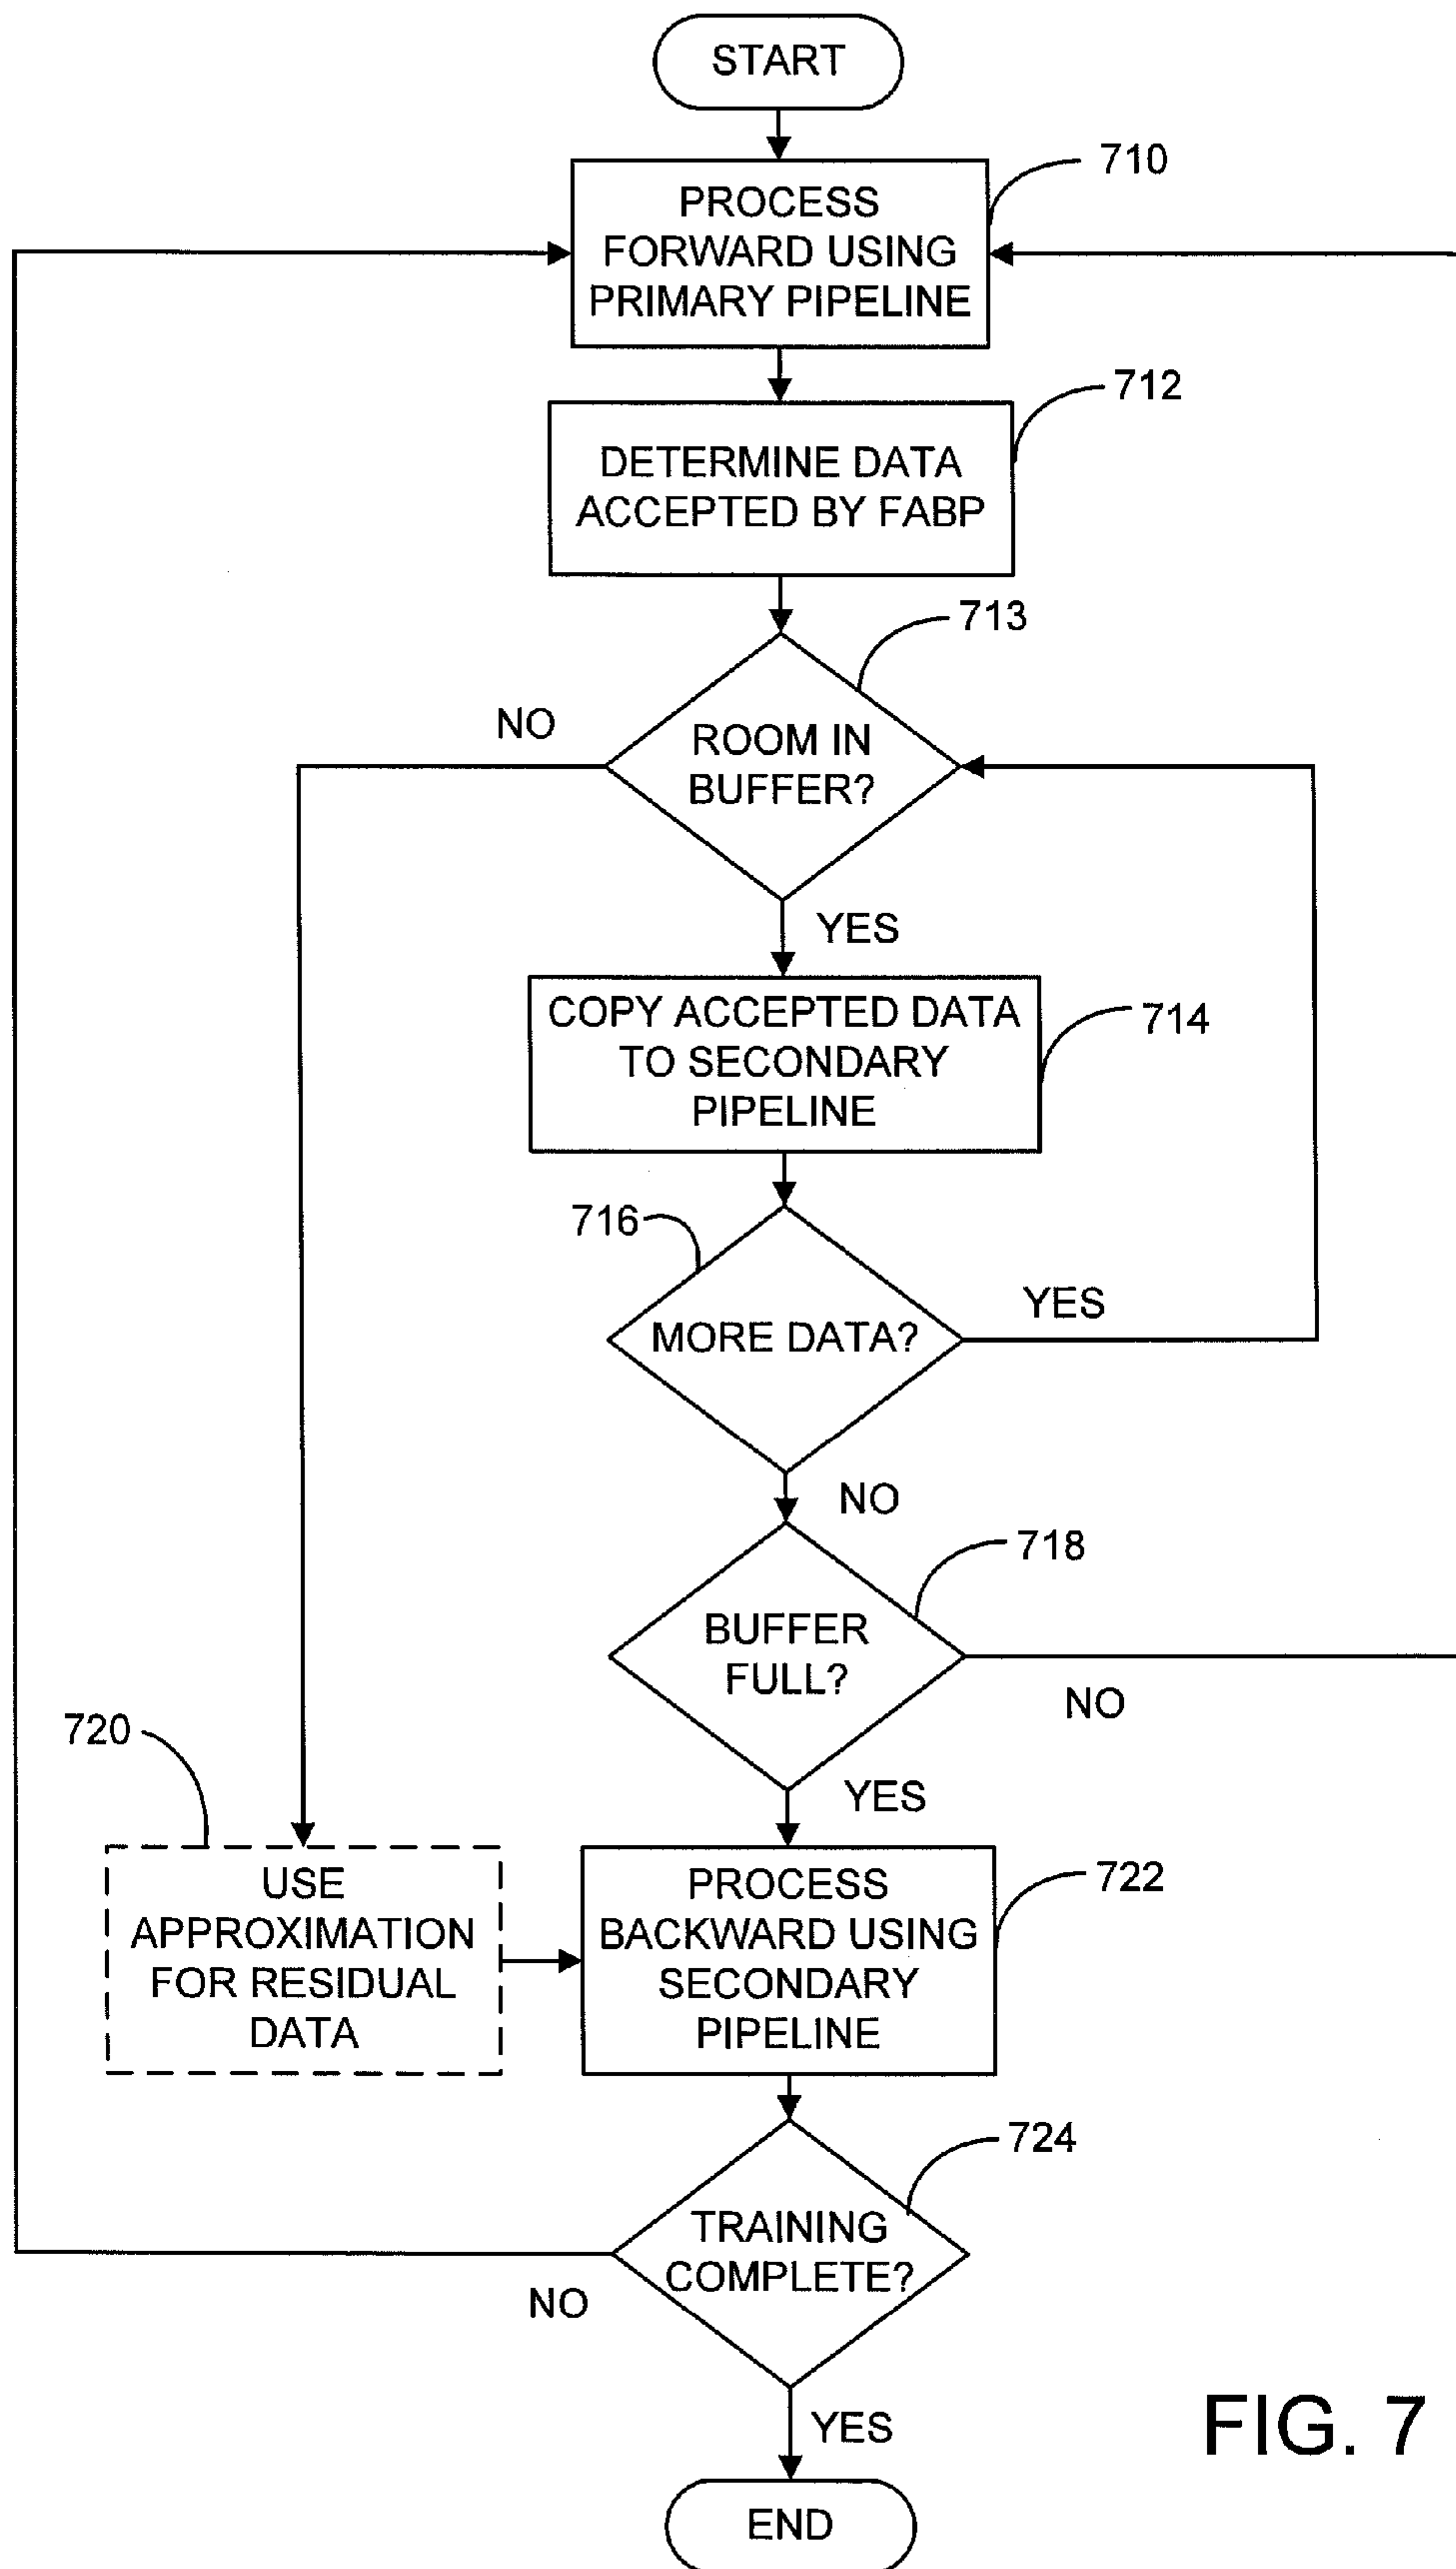 START
710
PROCESS
FORWARD USING
PRIMARY PIPELINE
712
DETERMINE DATA
ACCEPTED BY FABP
713
NO
ROOM IN
BUFFER?
YES
COPY ACCEPTED DATA
TO SECONDARY
PIPELINE
714
716
MORE DATA?
YES
NO
718
BUFFER
FULL?
NO
720
YES
USE
APPROXIMATION
FOR RESIDUAL
DATA
PROCESS
BACKWARD USING
SECONDARY
PIPELINE
722
724
TRAINING
COMPLETE?
NO
YES
END
FIG. 7